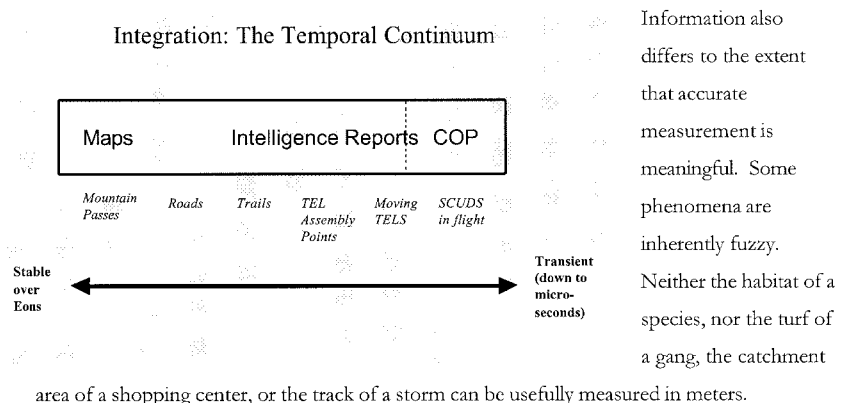 Integration: The Temporal Continuum
Maps Intelligence Reports COP
Mountain Passes
Roads
Trails
TEL Assembly Points
Moving TELS
SCUDS in flight
Stable over Eons
Transient (down to micro-seconds)
Information also
differs to the extent
that accurate
measurement is
meaningful. Some
phenomena are
inherently fuzzy.
Neither the habitat of a
species, nor the turf of
a gang, the catchment
area of a shopping center, or the track of a storm can be usefully measured in meters.